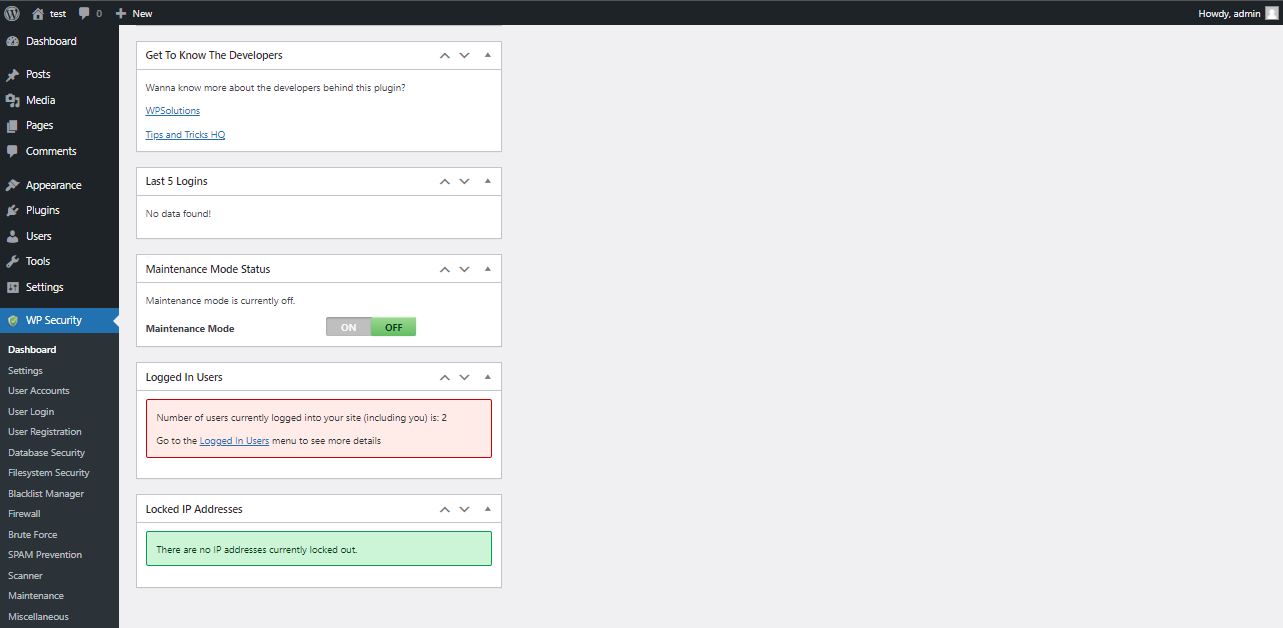 test
0
New
Howdy, admin
Dashboard
Posts
Media
Pages
Comments
Appearance
Plugins
Users
Tools
Settings
WP Security
Dashboard
Settings
User Accounts
User Login
User Registration
Database Security
Filesystem Security
Blacklist Manager
Firewall
Brute Force
SPAM Prevention
Scanner
Maintenance
Miscellaneous
Get To Know The Developers
Wanna know more about the developers behind this plugin?
WPSolutions
Tips and Tricks HQ
Last 5 Logins
No data found!
Maintenance Mode Status
Maintenance mode is currently off.
Maintenance Mode
ON
OFF
Logged In Users
Number of users currently logged into your site (including you) is: 2
Go to the Logged In Users menu to see more details
Locked IP Addresses
There are no IP addresses currently locked out.